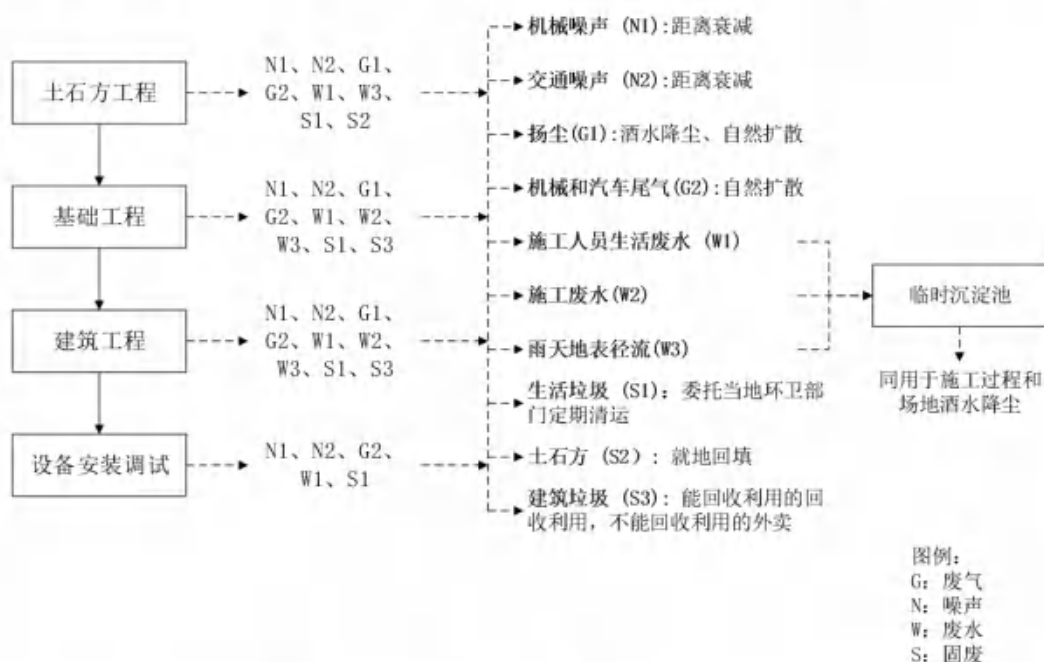 土石方工程
N1、N2、G1、
G2、W1、W3、
S1、S2
基础工程
N1、N2、G1、
G2、W1、W2、
W3、S1、S3
建筑工程
N1、N2、G1、
G2、W1、W2、
W3、S1、S3
设备安装调试
N1、N2、G2、
W1、S1
机械噪声 (N1):距离衰减
交通噪声 (N2):距离衰减
扬尘(G1):洒水降尘、自然扩散
机械和汽车尾气(G2):自然扩散
施工人员生活废水 (W1)
施工废水(W2)
雨天地表径流(W3)
生活垃圾 (S1): 委托当地环卫部
门定期清运
土石方 (S2) : 就地回填
建筑垃圾 (S3): 能回收利用的回
收利用, 不能回收利用的外卖
临时沉淀池
同用于施工过程和
场地洒水降尘
图例:
G: 废气
N: 噪声
W: 废水
S: 固废